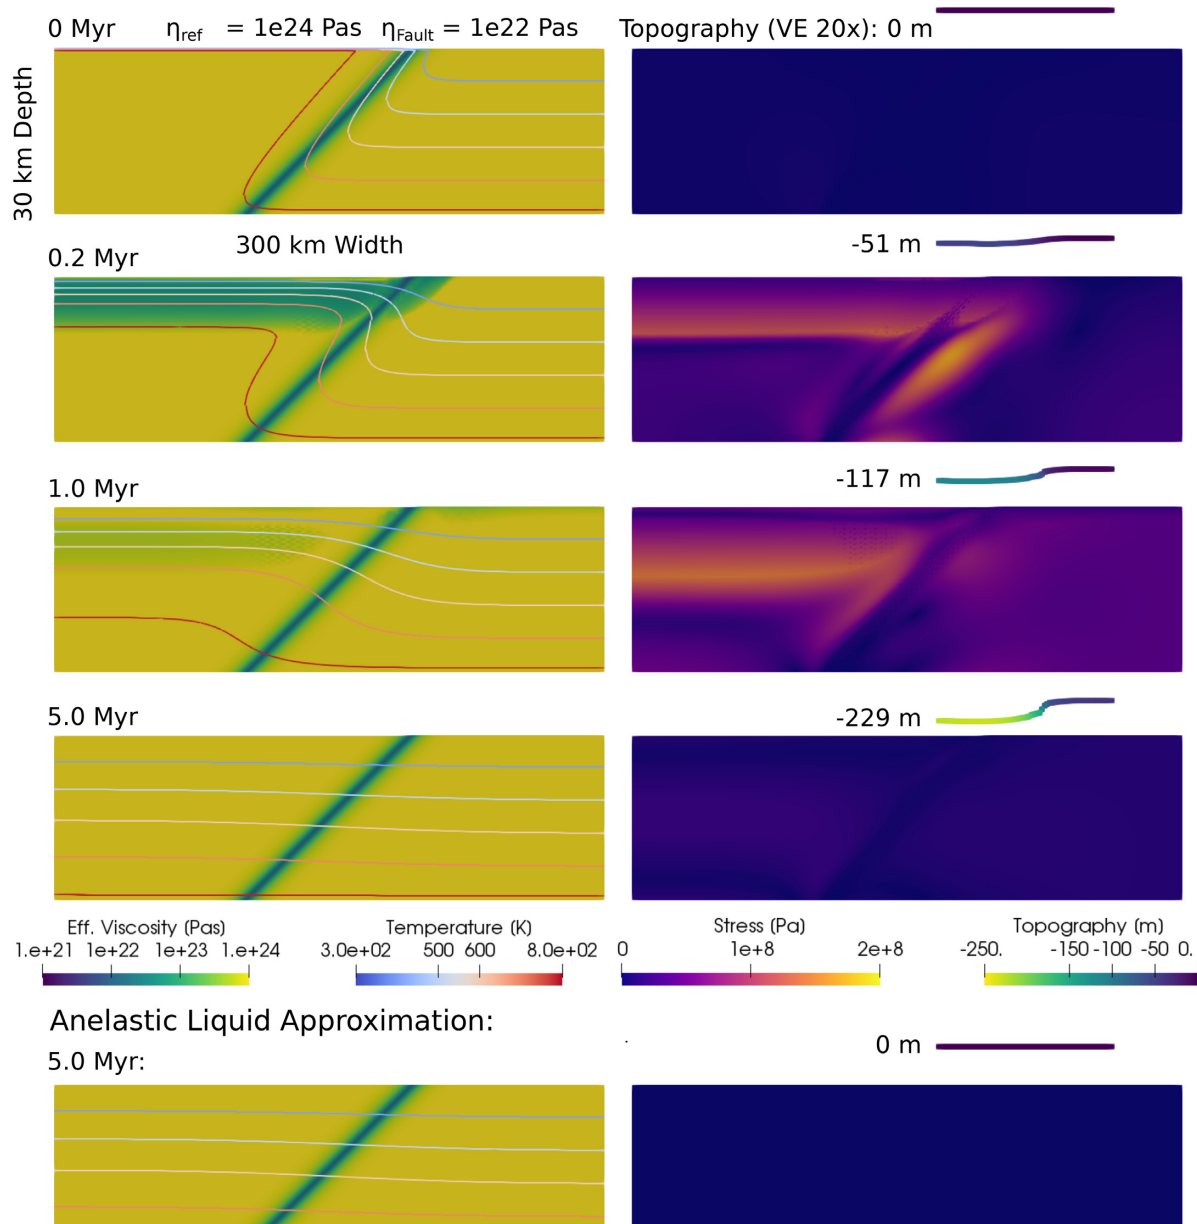 0 Myr η_ref = 1e24 Pas η_Fault = 1e22 Pas Topography (VE 20x): 0 m
30 km Depth
300 km Width
0.2 Myr
-51 m
1.0 Myr
-117 m
5.0 Myr
-229 m
Eff. Viscosity (Pas)
1.e+21 1e+22 1e+23 1.e+24
Temperature (K)
3.0e+02 500 600 8.0e+02
Stress (Pa)
0 1e+8 2e+8
Topography (m)
-250. -150 -100 -50 0.
Anelastic Liquid Approximation:
5.0 Myr:
0 m